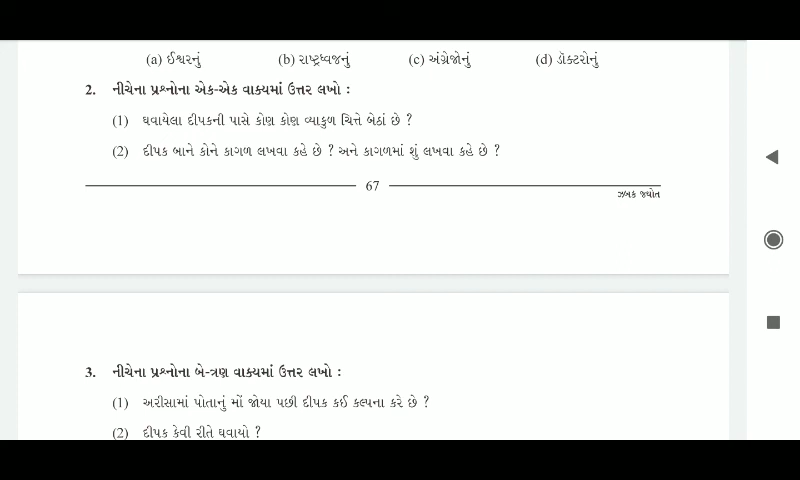 (a) ઈશ્વરનું (b) રાષ્ટ્રધ્વજનું (c) અંગ્રેજોનું (d) ડૉક્ટરોનું
2. નીચેના પ્રશ્નોના એક-એક વાક્યમાં ઉત્તર લખો :
(1) ઘવાયેલા દીપકની પાસે કોણ કોણ વ્યાકુળ ચિત્તે બેઠાં છે ?
(2) દીપક બાને કોને કાગળ લખવા કહે છે ? અને કાગળમાં શું લખવા કહે છે ?
67
ઝબક જ્યોત
3. નીચેના પ્રશ્નોના બે-ત્રણ વાક્યમાં ઉત્તર લખો :
(1) અરીસામાં પોતાનું મોં જોયા પછી દીપક કઈ કલ્પના કરે છે ?
(2) દીપક કેવી રીતે ઘવાયો ?